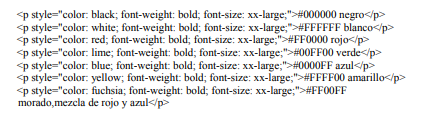 <p style="color: black; font-weight: bold; font-size: xx-large;">#000000 negro</p>
<p style="color: white; font-weight: bold; font-size: xx-large;">#FFFFFF blanco</p>
<p style="color: red; font-weight: bold; font-size: xx-large;">#FF0000 rojo</p>
<p style="color: lime; font-weight: bold; font-size: xx-large;">#00FF00 verde</p>
<p style="color: blue; font-weight: bold; font-size: xx-large;">#0000FF azul</p>
<p style="color: yellow; font-weight: bold; font-size: xx-large;">#FFFF00 amarillo</p>
<p style="color: fuchsia; font-weight: bold; font-size: xx-large;">#FF00FF
morado,mezcla de rojo y azul</p>